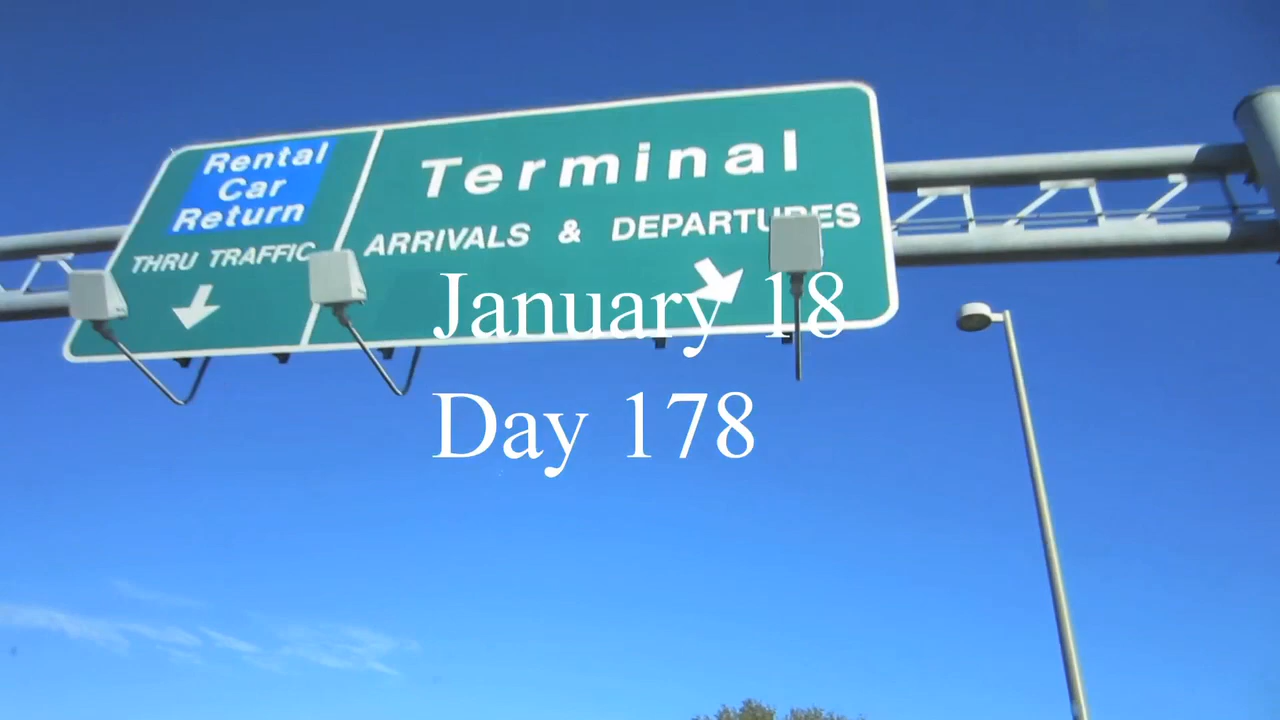 Rental
Car
Return
THRU TRAFFIC
Terminal
ARRIVALS & DEPARTURES
January 18
Day 178